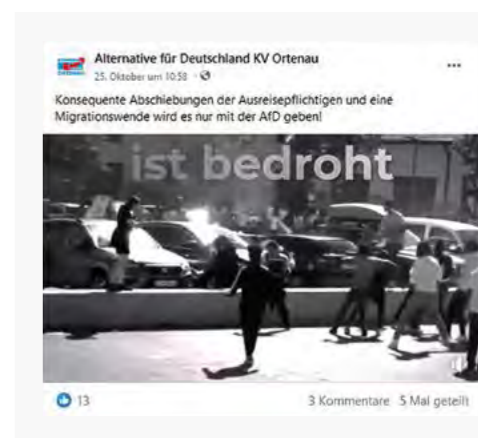 Alternative für Deutschland KV Ortenau
25. Oktober um 10:58
Konsequente Abschiebungen der Ausreisepflichtigen und eine
Migrationswende wird es nur mit der AfD geben!
ist bedroht
13
3 Kommentare 5 Mal geteilt